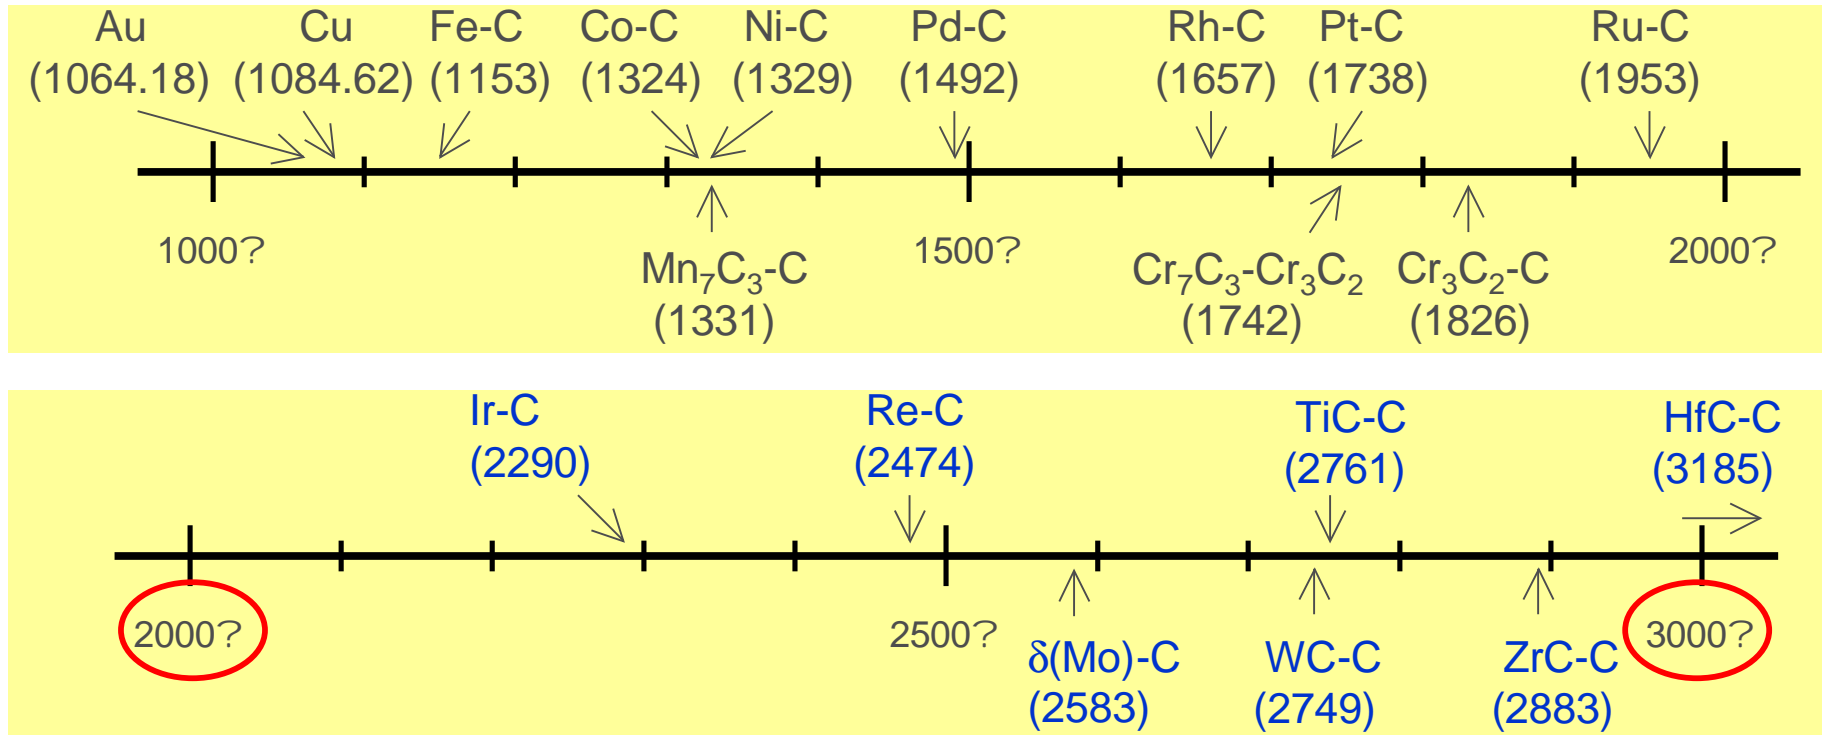 Au Cu Fe-C Co-C Ni-C Pd-C Rh-C Pt-C Ru-C
(1064.18) (1084.62) (1153) (1324) (1329) (1492) (1657) (1738) (1953)
1000? 1500? 2000?
Mn₇C₃-C Cr₇C₃-Cr₃C₂ Cr₃C₂-C
(1331) (1742) (1826)
Ir-C Re-C TiC-C HfC-C
(2290) (2474) (2761) (3185)
2000? 2500? 3000?
δ(Mo)-C WC-C ZrC-C
(2583) (2749) (2883)